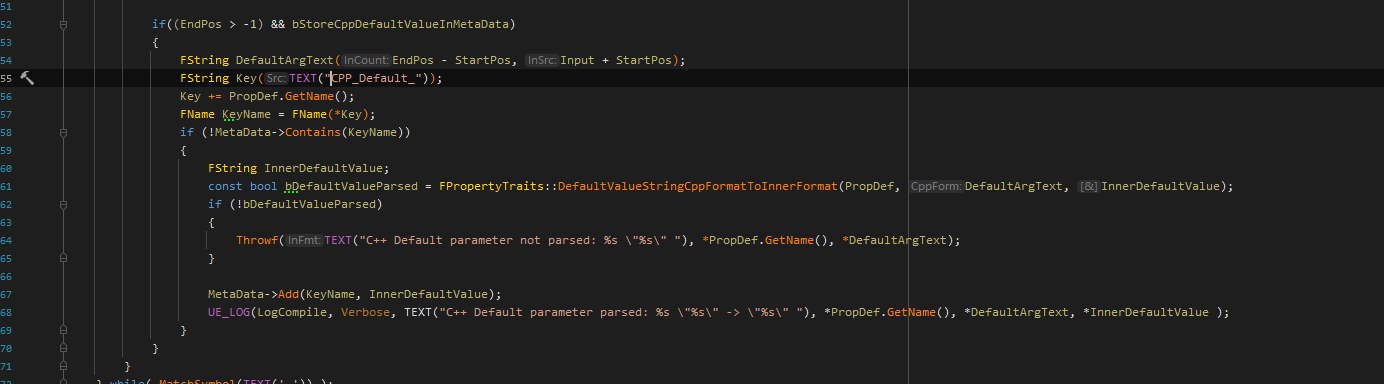 51
52 if((EndPos > -1) && bStoreCppDefaultValueInMetaData)
53 {
54 FString DefaultArgText(InCount:EndPos - StartPos, InSrc:Input + StartPos);
55 FString Key(Src:TEXT("CPP_Default_"));
56 Key += PropDef.GetName();
57 FName KeyName = FName(*Key);
58 if (!MetaData->Contains(KeyName))
59 {
60 FString InnerDefaultValue;
61 const bool bDefaultValueParsed = FPropertyTraits::DefaultValueStringCppFormatToInnerFormat(PropDef, CppForm:DefaultArgText, [&]InnerDefaultValue);
62 if (!bDefaultValueParsed)
63 {
64 Throwf(InFmt:TEXT("C++ Default parameter not parsed: %s \"%s\" "), *PropDef.GetName(), *DefaultArgText);
65 }
66
67 MetaData->Add(KeyName, InnerDefaultValue);
68 UE_LOG(LogCompile, Verbose, TEXT("C++ Default parameter parsed: %s \"%s\" -> \"%s\" "), *PropDef.GetName(), *DefaultArgText, *InnerDefaultValue );
69 }
70 }
71 }
72 } while( MatchSymbol(TEXT(',')) );